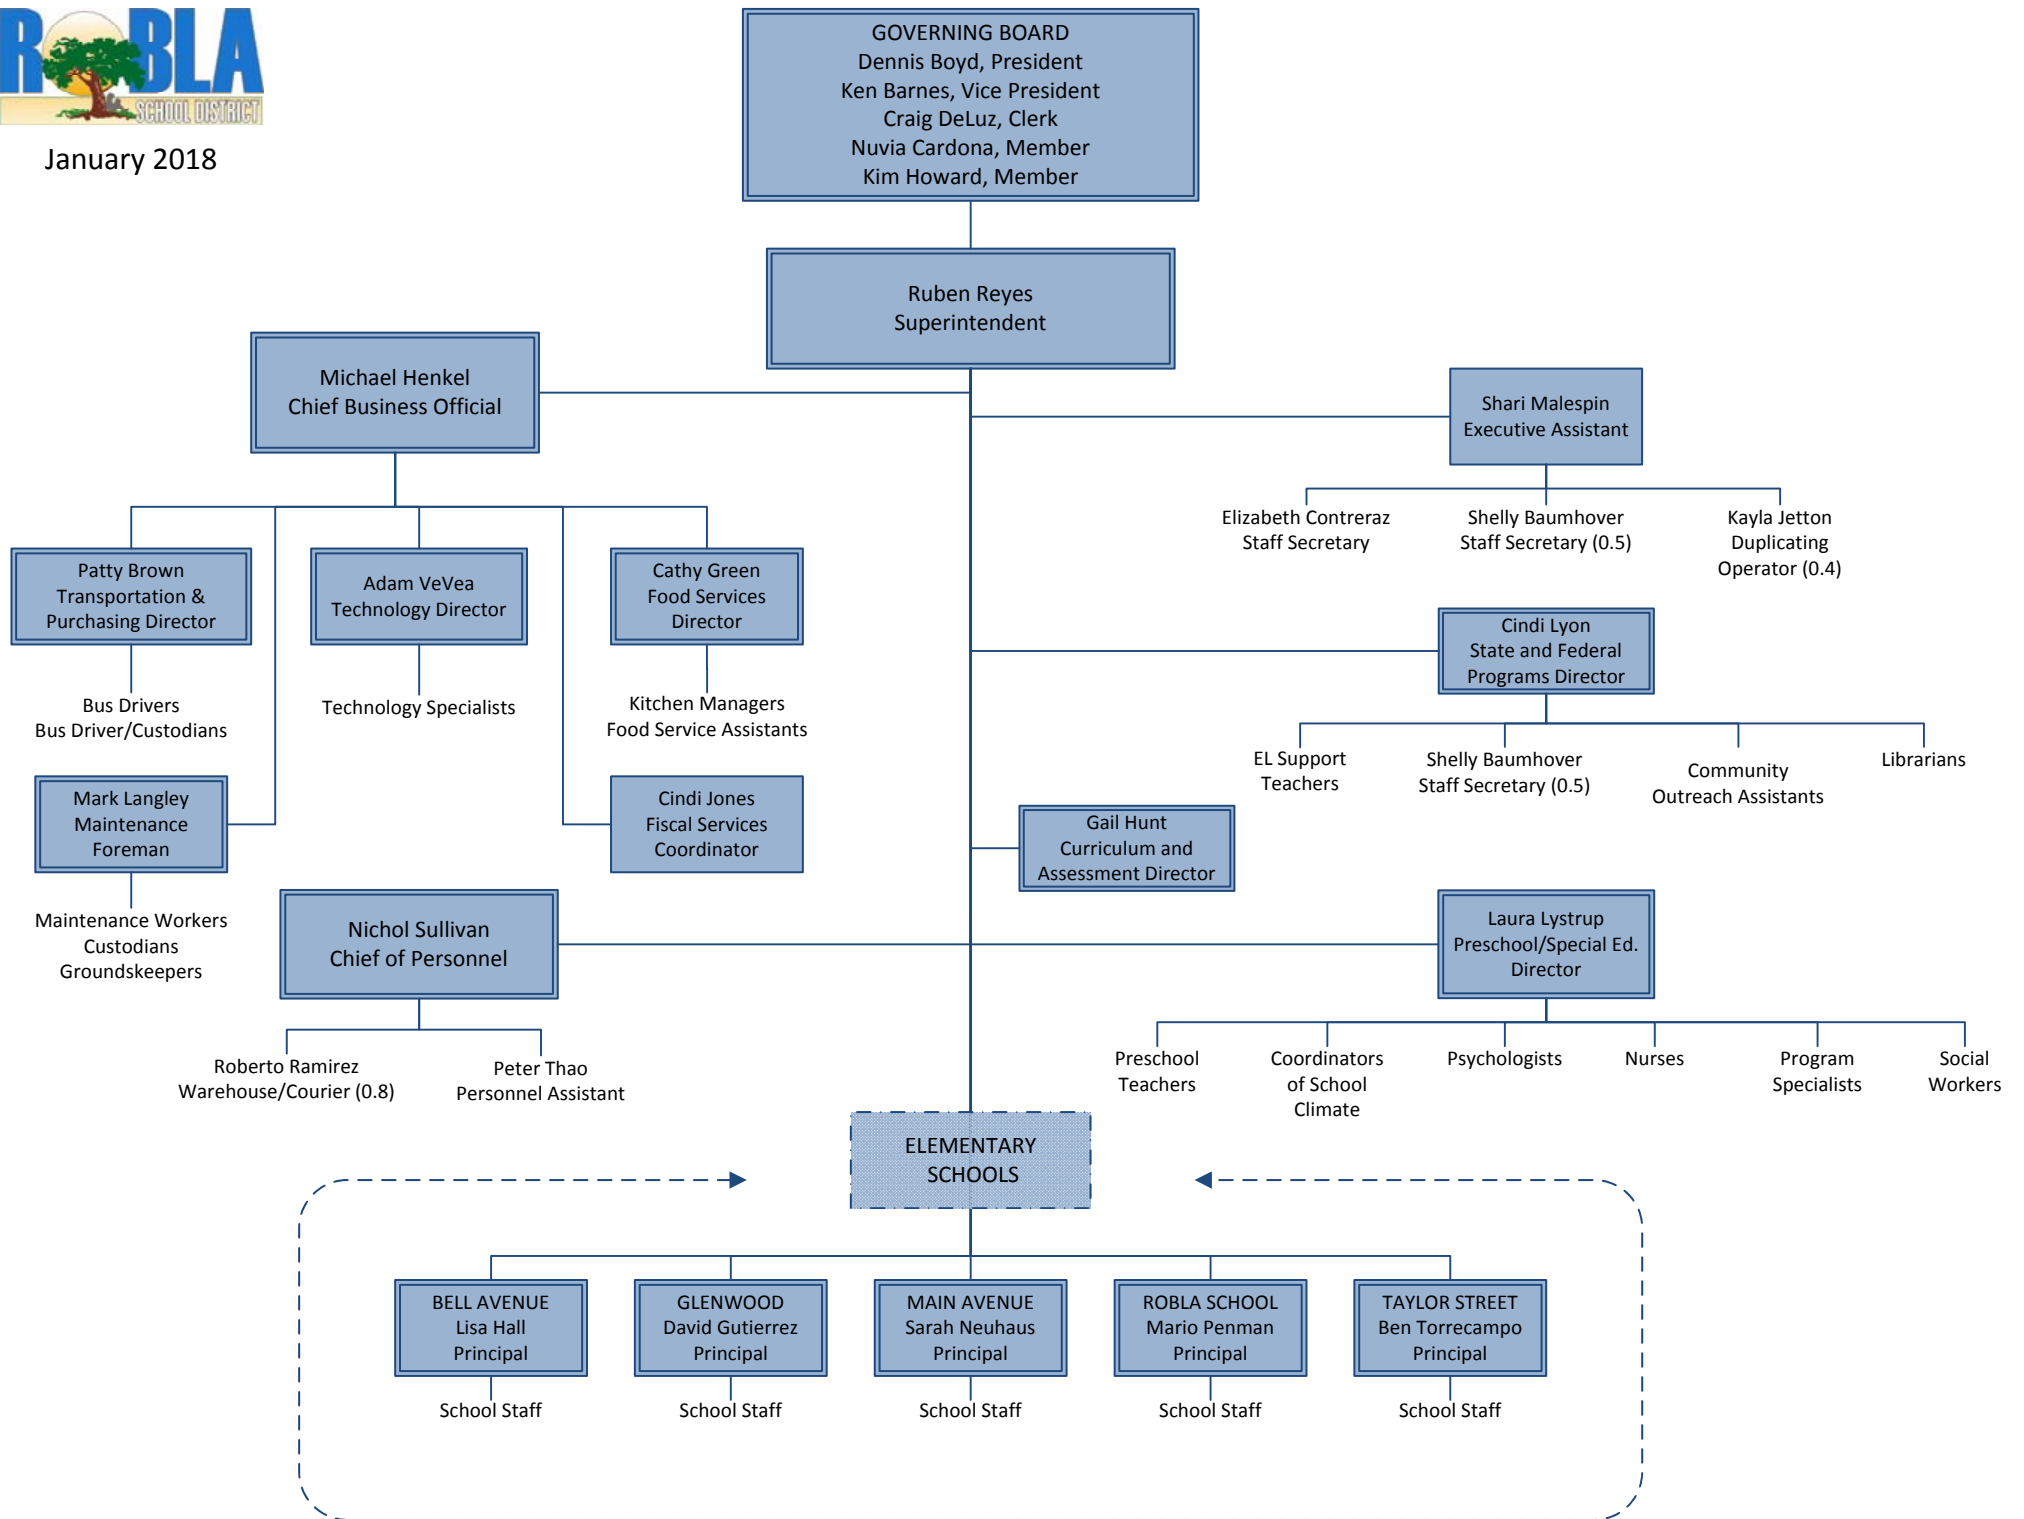 ROBLA
SCHOOL DISTRICT
January 2018
GOVERNING BOARD
Dennis Boyd, President
Ken Barnes, Vice President
Craig DeLuz, Clerk
Nuvia Cardona, Member
Kim Howard, Member
Ruben Reyes
Superintendent
Michael Henkel
Chief Business Official
Shari Malespin
Executive Assistant
Elizabeth Contreraz
Staff Secretary
Shelly Baumhover
Staff Secretary (0.5)
Kayla Jetton
Duplicating
Operator (0.4)
Patty Brown
Transportation &
Purchasing Director
Adam VeVea
Technology Director
Cathy Green
Food Services
Director
Bus Drivers
Bus Driver/Custodians
Technology Specialists
Kitchen Managers
Food Service Assistants
Cindi Lyon
State and Federal
Programs Director
EL Support
Teachers
Shelly Baumhover
Staff Secretary (0.5)
Community
Outreach Assistants
Librarians
Mark Langley
Maintenance
Foreman
Cindi Jones
Fiscal Services
Coordinator
Gail Hunt
Curriculum and
Assessment Director
Maintenance Workers
Custodians
Groundskeepers
Nichol Sullivan
Chief of Personnel
Laura Lystrup
Preschool/Special Ed.
Director
Roberto Ramirez
Warehouse/Courier (0.8)
Peter Thao
Personnel Assistant
Preschool
Teachers
Coordinators
of School
Climate
Psychologists
Nurses
Program
Specialists
Social
Workers
ELEMENTARY
SCHOOLS
BELL AVENUE
Lisa Hall
Principal
GLENWOOD
David Gutierrez
Principal
MAIN AVENUE
Sarah Neuhaus
Principal
ROBLA SCHOOL
Mario Penman
Principal
TAYLOR STREET
Ben Torrecampo
Principal
School Staff
School Staff
School Staff
School Staff
School Staff